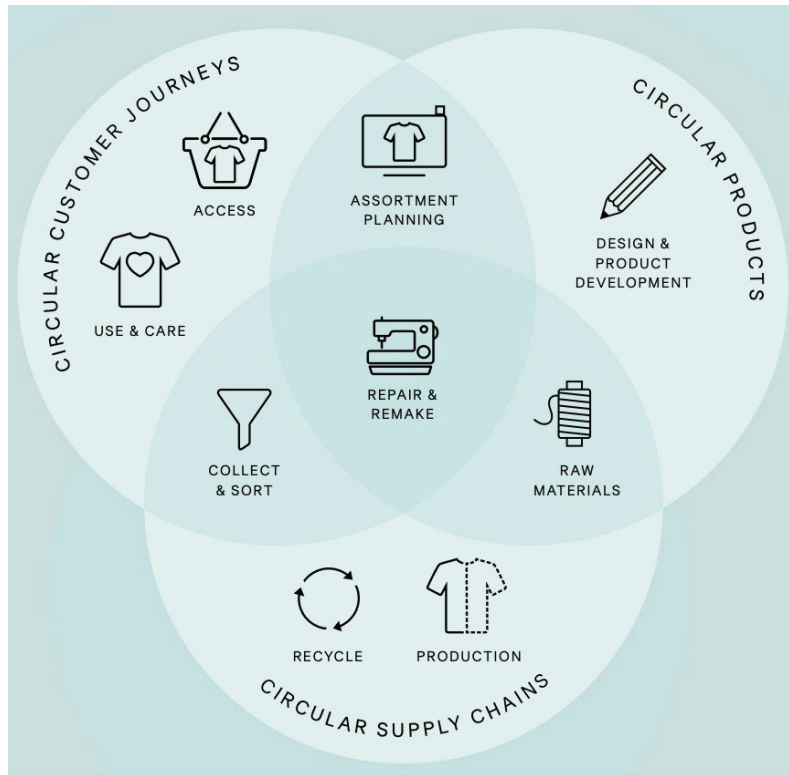 CIRCULAR CUSTOMER JOURNEYS
CIRCULAR PRODUCTS
ACCESS
ASSORTMENT
PLANNING
DESIGN &
PRODUCT
DEVELOPMENT
USE & CARE
REPAIR &
REMAKE
COLLECT
& SORT
RAW
MATERIALS
RECYCLE
PRODUCTION
CIRCULAR SUPPLY CHAINS